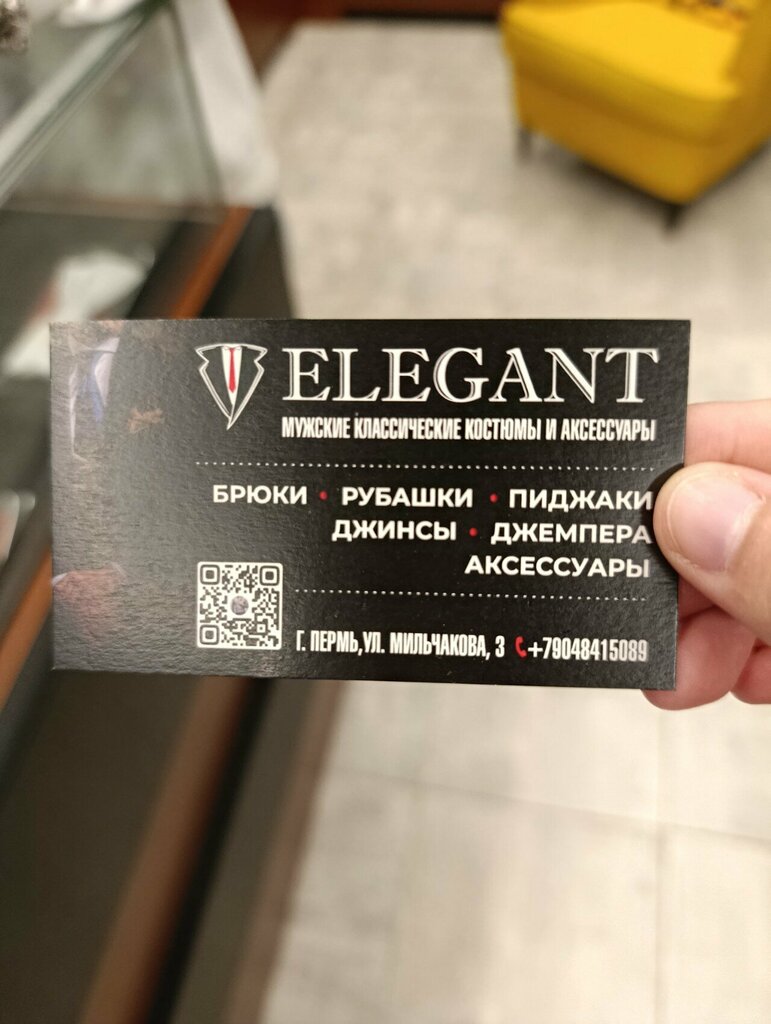 ELEGANT
МУЖСКИЕ КЛАССИЧЕСКИЕ КОСТЮМЫ И АКСЕССУАРЫ
БРЮКИ • РУБАШКИ • ПИДЖАКИ
ДЖИНСЫ • ДЖЕМПЕРА
АКСЕССУАРЫ
Г. ПЕРМЬ,УЛ. МИЛЬЧАКОВА, 3 +79048415089